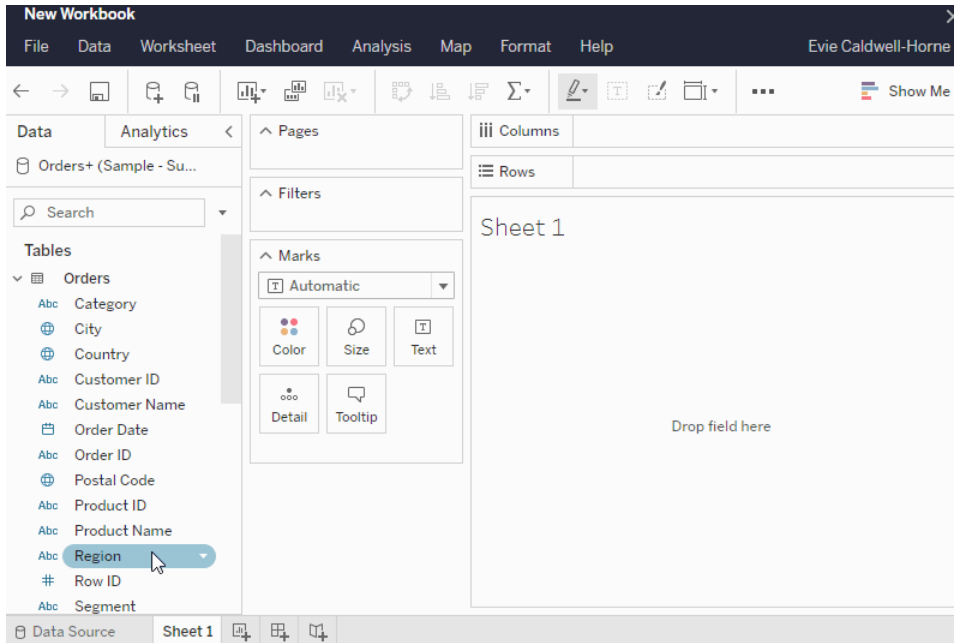 New Workbook
File Data Worksheet Dashboard Analysis Map Format Help Evie Caldwell-Horne
Show Me
Data Analytics
Orders+ (Sample - Su...
Search
Tables
Orders
Abc Category
City
Country
Abc Customer ID
Abc Customer Name
Order Date
Abc Order ID
Postal Code
Abc Product ID
Abc Product Name
Abc Region
# Row ID
Abc Segment
Pages
Filters
Marks
T Automatic
Color Size Text
Detail Tooltip
Columns
Rows
Sheet 1
Drop field here
Data Source Sheet 1